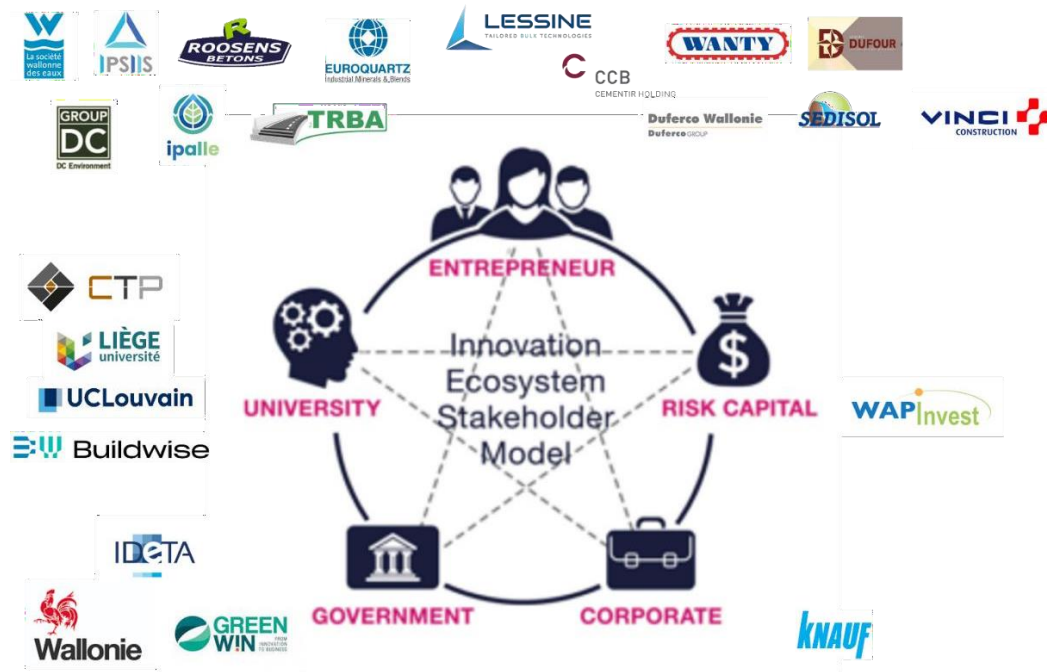 W
La société
wallonne
des eaux
IPSIIS
R
ROOSENS
BETONS
EUROQUARTZ
Industrial Minerals & Blends
LESSINE
TAILORED BULK TECHNOLOGIES
CCB
CEMENTIR HOLDING
WANTY
DUFOUR
GROUP
DC
DC Environment
ipalle
TRBA
Duferco Wallonie
Duferco GROUP
SEDISOL
VINCI
CONSTRUCTION
ENTREPRENEUR
CTP
LIÈGE
université
UCLouvain
Buildwise
UNIVERSITY
Innovation
Ecosystem
Stakeholder
Model
$
RISK CAPITAL
WAPInvest
IDETA
Wallonie
GREEN
WIN
FROM
INNOVATION
TO BUSINESS
GOVERNMENT
CORPORATE
KNAUF